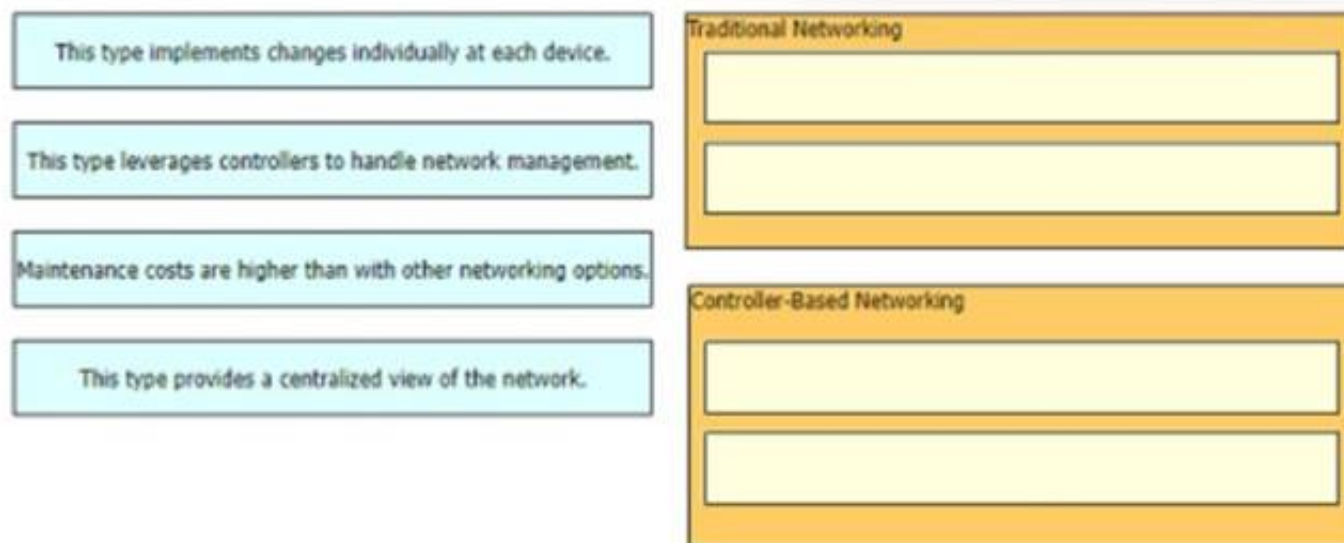 This type implements changes individually at each device.
This type leverages controllers to handle network management.
Maintenance costs are higher than with other networking options.
This type provides a centralized view of the network.
Traditional Networking
Controller-Based Networking